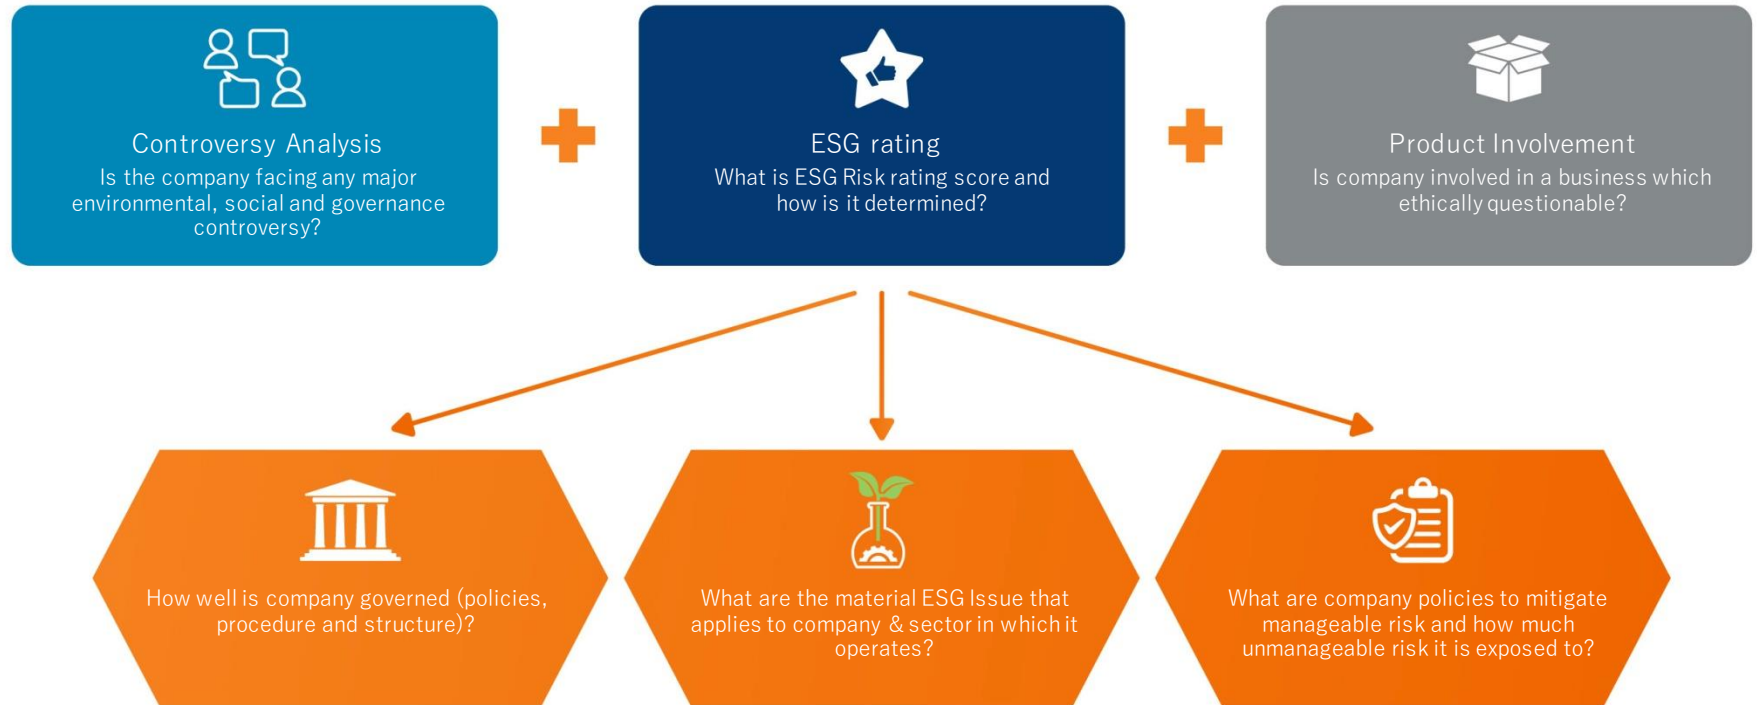 Controversy Analysis
Is the company facing any major
environmental, social and governance
controversy?
ESG rating
What is ESG Risk rating score and
how is it determined?
Product Involvement
Is company involved in a business which
ethically questionable?
How well is company governed (policies,
procedure and structure)?
What are the material ESG Issue that
applies to company & sector in which it
operates?
What are company policies to mitigate
manageable risk and how much
unmanageable risk it is exposed to?